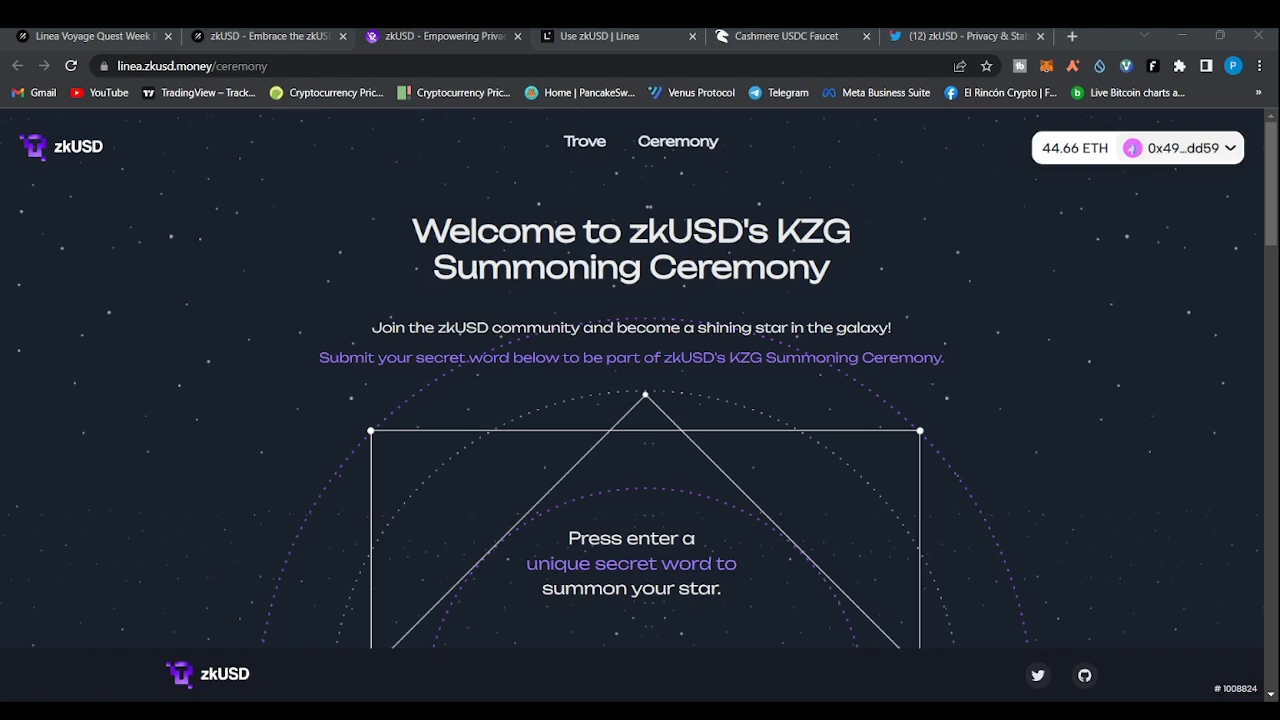 Linea Voyage Quest Week
zkUSD - Embrace the zkUS
zkUSD - Empowering Priva
Use zkUSD | Linea
Cashmere USDC Faucet
(12) zkUSD - Privacy & Stab
linea.zkusd.money/ceremony
Gmail
YouTube
TradingView – Track...
Cryptocurrency Pric...
Cryptocurrency Pric...
Home | PancakeSw...
Venus Protocol
Telegram
Meta Business Suite
El Rincón Crypto | F...
Live Bitcoin charts a...
»
zkUSD
Trove
Ceremony
44.66 ETH
0x49...dd59
Welcome to zkUSD's KZG
Summoning Ceremony
Join the zkUSD community and become a shining star in the galaxy!
Submit your secret word below to be part of zkUSD's KZG Summoning Ceremony.
Press enter a
unique secret word to
summon your star.
zkUSD
# 1008824